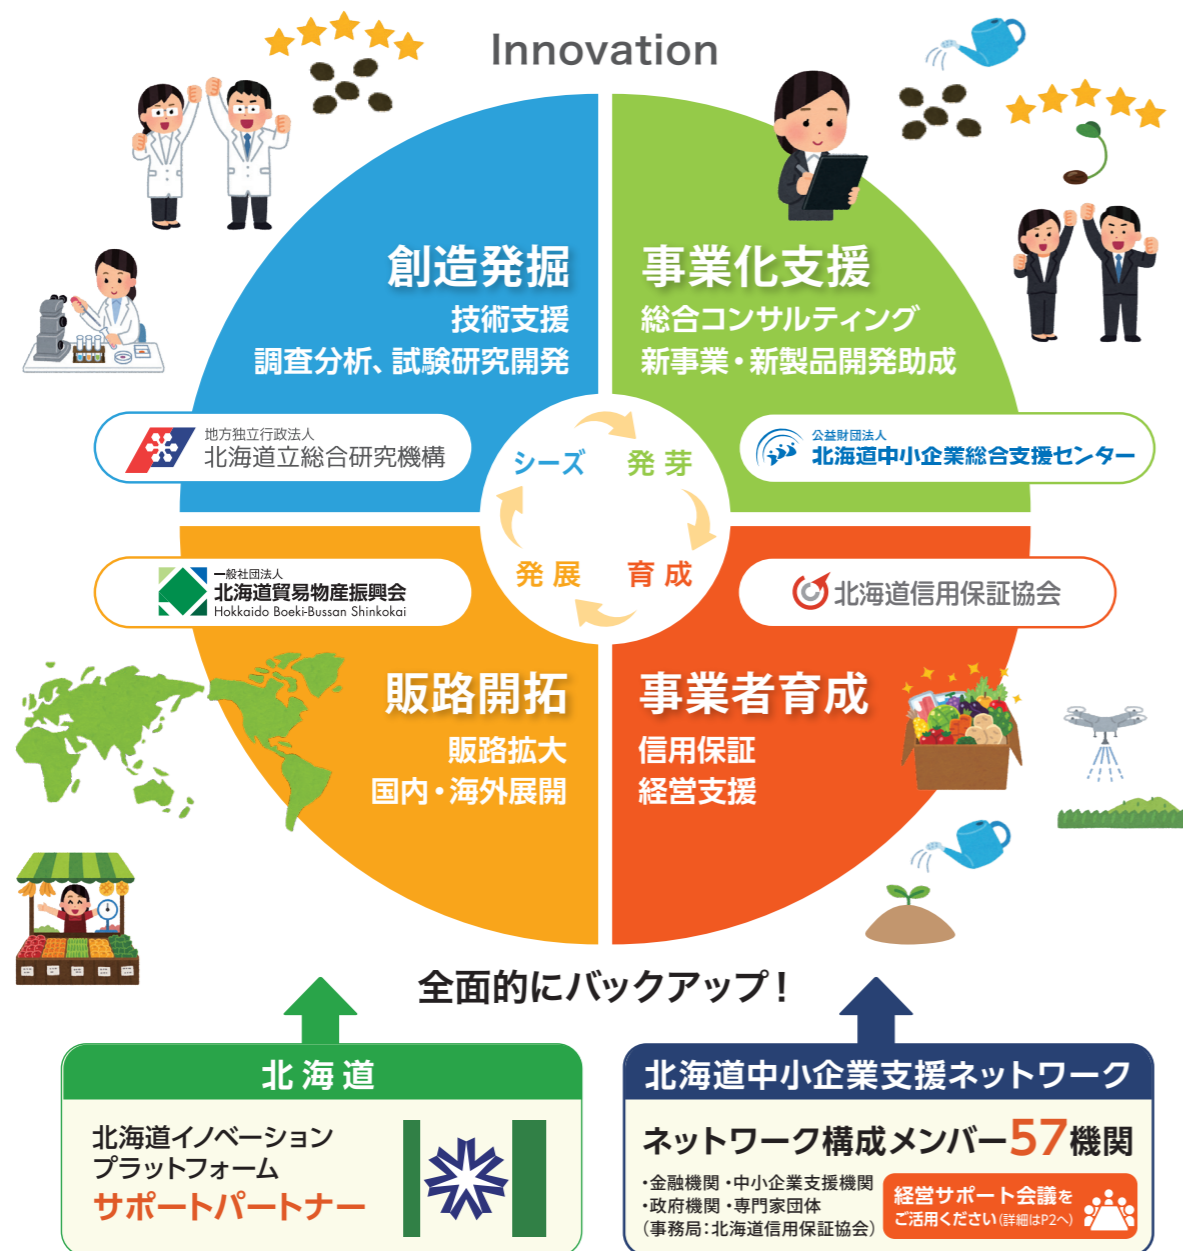 Innovation
創造発掘
技術支援
調査分析、試験研究開発
事業化支援
総合コンサルティング
新事業・新製品開発助成
地方独立行政法人
北海道立総合研究機構
公益財団法人
北海道中小企業総合支援センター
シーズ
発芽
発展
育成
一般社団法人
北海道貿易物産振興会
Hokkaido Boeki-Bussan Shinkokai
北海道信用保証協会
販路開拓
販路拡大
国内・海外展開
事業者育成
信用保証
経営支援
全面的にバックアップ！
北海道
北海道イノベーション
プラットフォーム
サポートパートナー
北海道中小企業支援ネットワーク
ネットワーク構成メンバー57機関
・金融機関 ・中小企業支援機関
・政府機関 ・専門家団体
（事務局：北海道信用保証協会）
経営サポート会議を
ご活用ください（詳細はP2へ）